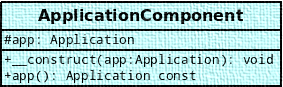 ApplicationComponent
#app: Application
+__construct(app:Application): void
+app(): Application const